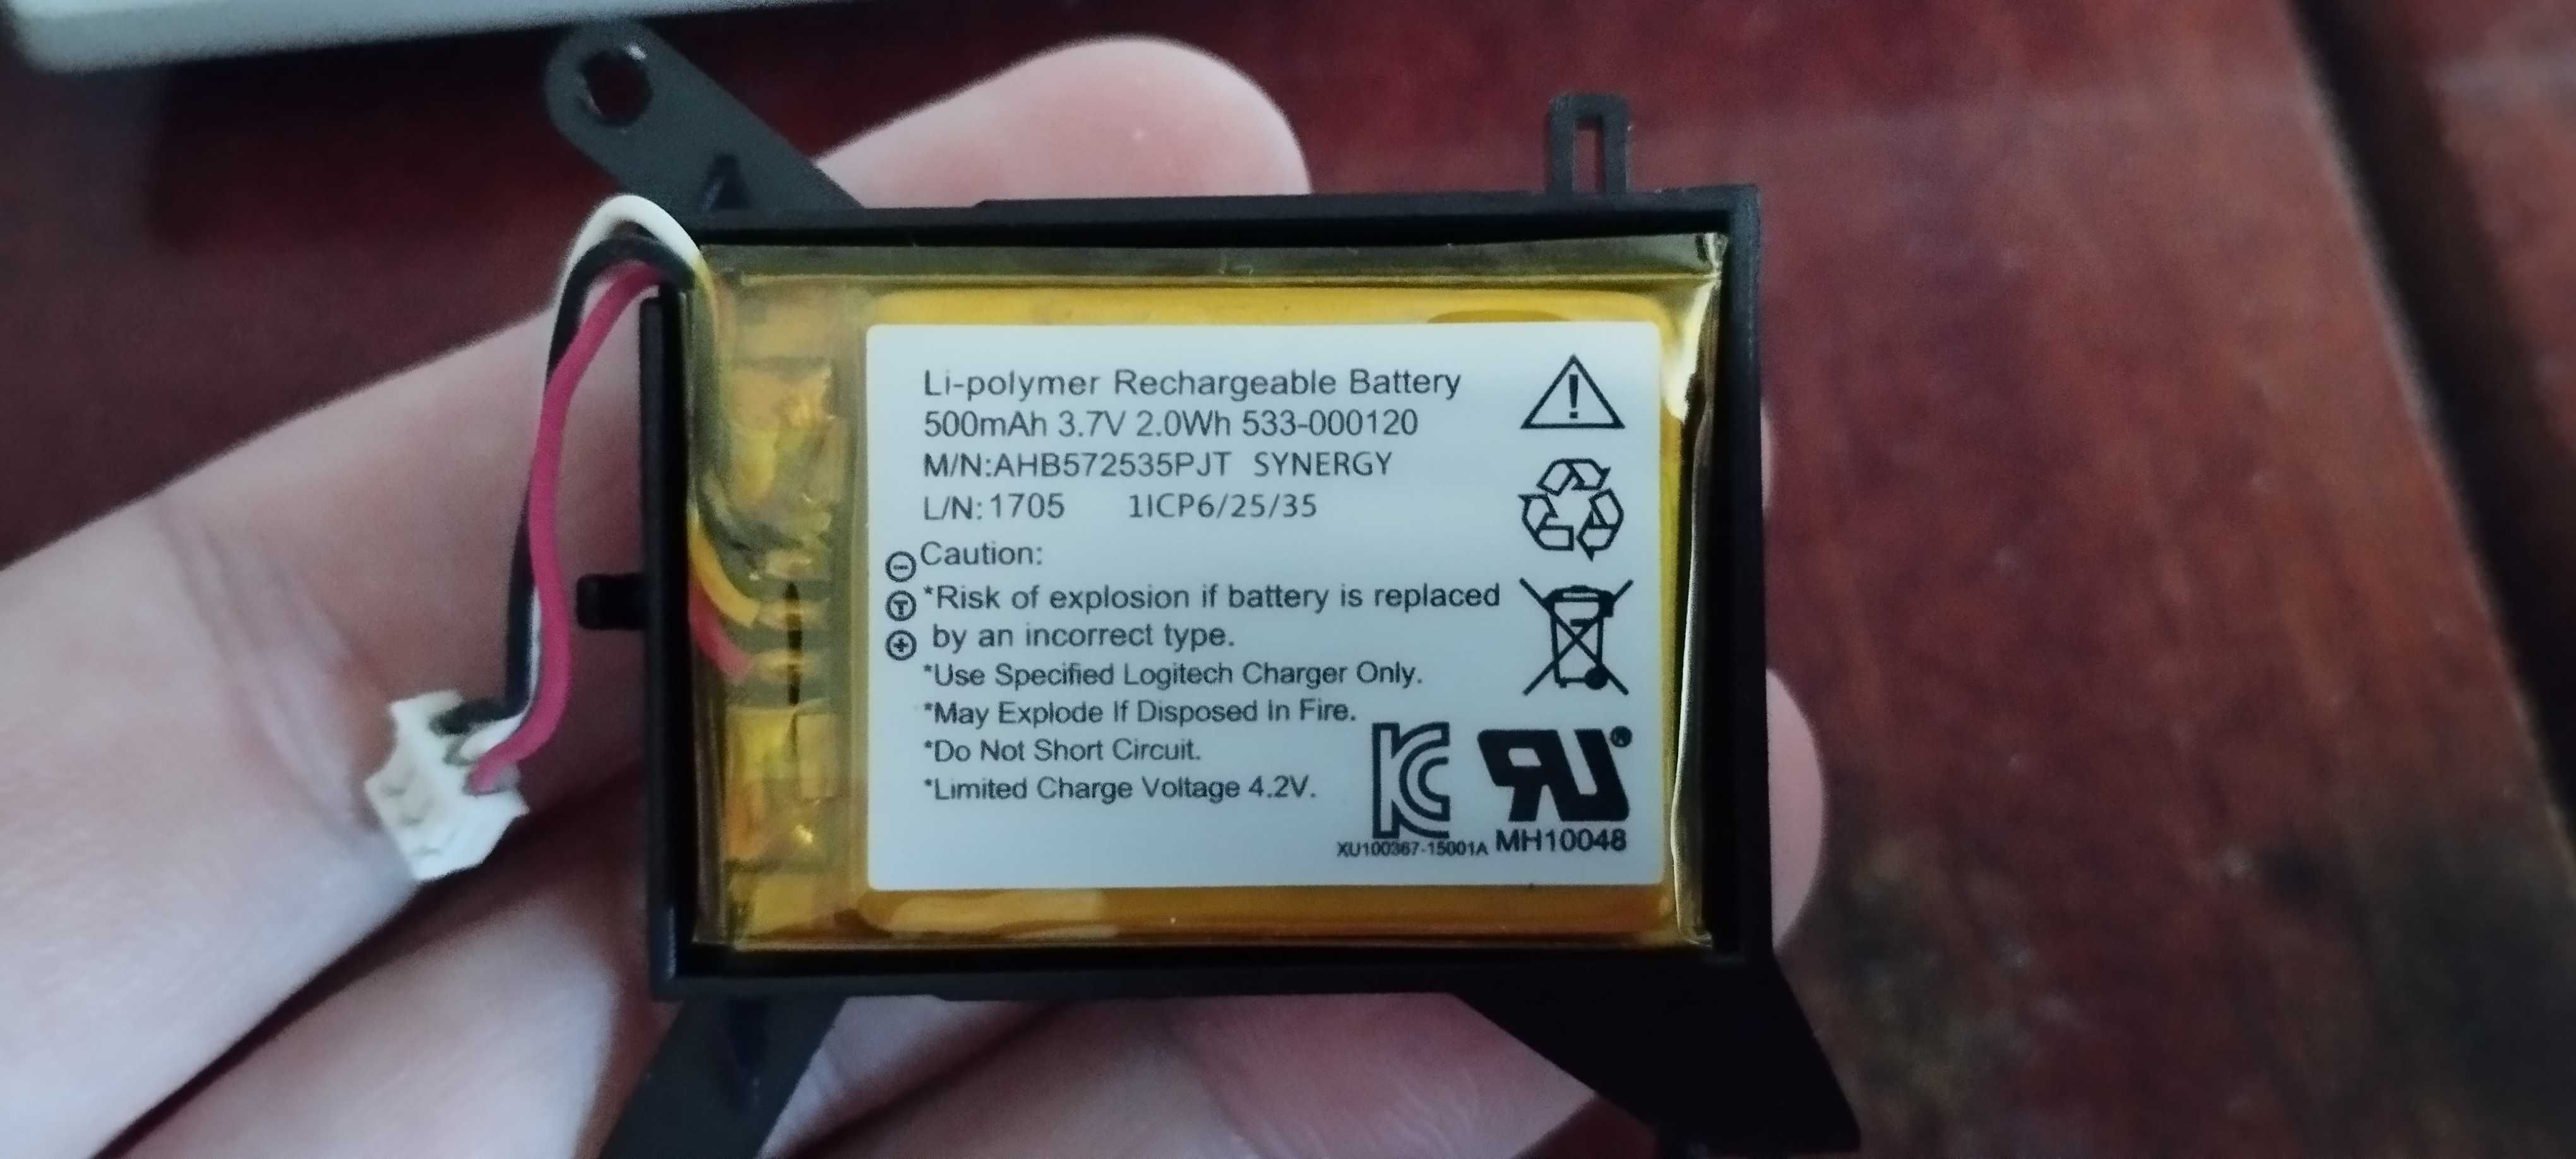 Li-polymer Rechargeable Battery
500mAh 3.7V 2.0Wh 533-000120
M/N:AHB572535PJT SYNERGY
L/N: 1705 1ICP6/25/35
Caution:
*Risk of explosion if battery is replaced
by an incorrect type.
*Use Specified Logitech Charger Only.
*May Explode If Disposed In Fire.
*Do Not Short Circuit.
*Limited Charge Voltage 4.2V.
XU100367-15001A MH10048